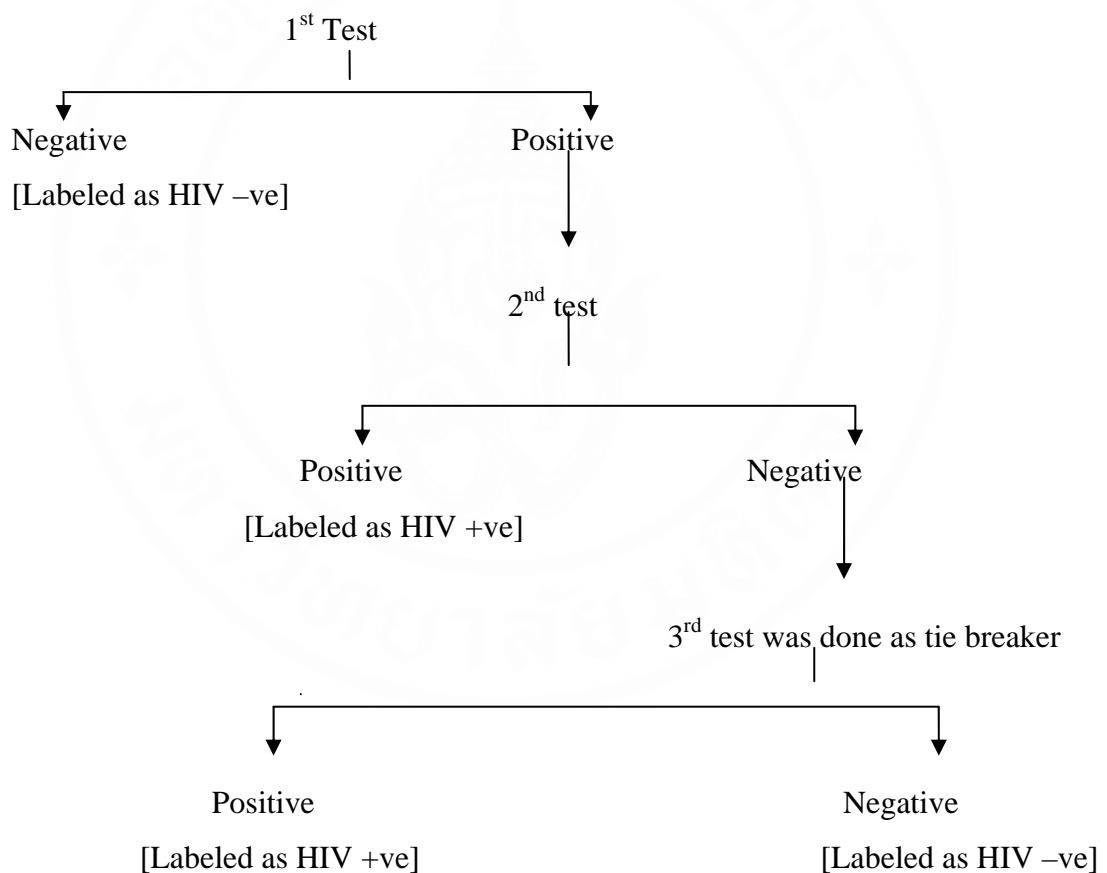 1st Test
Negative Positive
[Labeled as HIV –ve]
2nd test
Positive Negative
[Labeled as HIV +ve]
3rd test was done as tie breaker
Positive Negative
[Labeled as HIV +ve] [Labeled as HIV –ve]